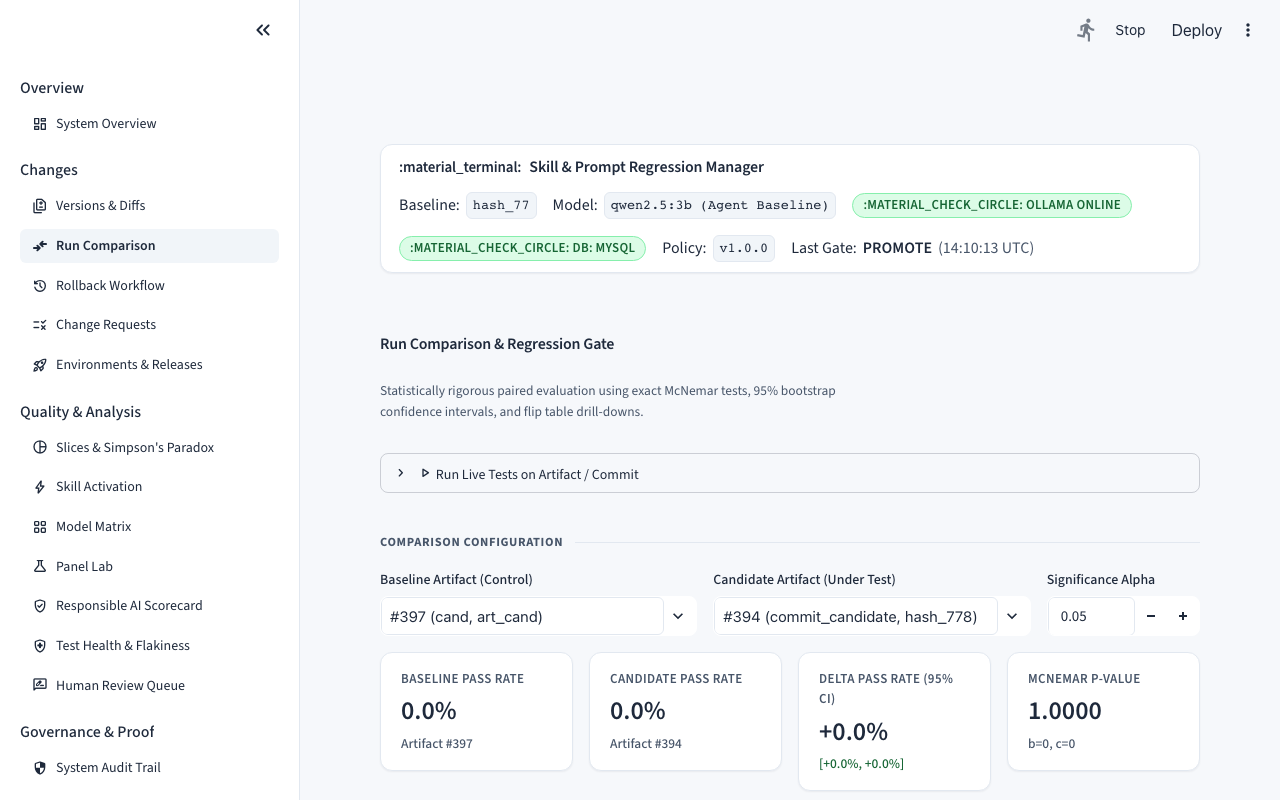 Stop
Deploy
Overview
System Overview
Changes
Versions & Diffs
Run Comparison
Rollback Workflow
Change Requests
Environments & Releases
Quality & Analysis
Slices & Simpson's Paradox
Skill Activation
Model Matrix
Panel Lab
Responsible AI Scorecard
Test Health & Flakiness
Human Review Queue
Governance & Proof
System Audit Trail
:material_terminal: Skill & Prompt Regression Manager
Baseline: hash_77 Model: qwen2.5:3b (Agent Baseline) :MATERIAL_CHECK_CIRCLE: OLLAMA ONLINE
:MATERIAL_CHECK_CIRCLE: DB: MYSQL Policy: v1.0.0 Last Gate: PROMOTE (14:10:13 UTC)
Run Comparison & Regression Gate
Statistically rigorous paired evaluation using exact McNemar tests, 95% bootstrap
confidence intervals, and flip table drill-downs.
Run Live Tests on Artifact / Commit
COMPARISON CONFIGURATION
Baseline Artifact (Control)
#397 (cand, art_cand)
Candidate Artifact (Under Test)
#394 (commit_candidate, hash_778)
Significance Alpha
0.05
BASELINE PASS RATE
0.0%
Artifact #397
CANDIDATE PASS RATE
0.0%
Artifact #394
DELTA PASS RATE (95%
CI)
+0.0%
[+0.0%, +0.0%]
MCNEMAR P-VALUE
1.0000
b=0, c=0